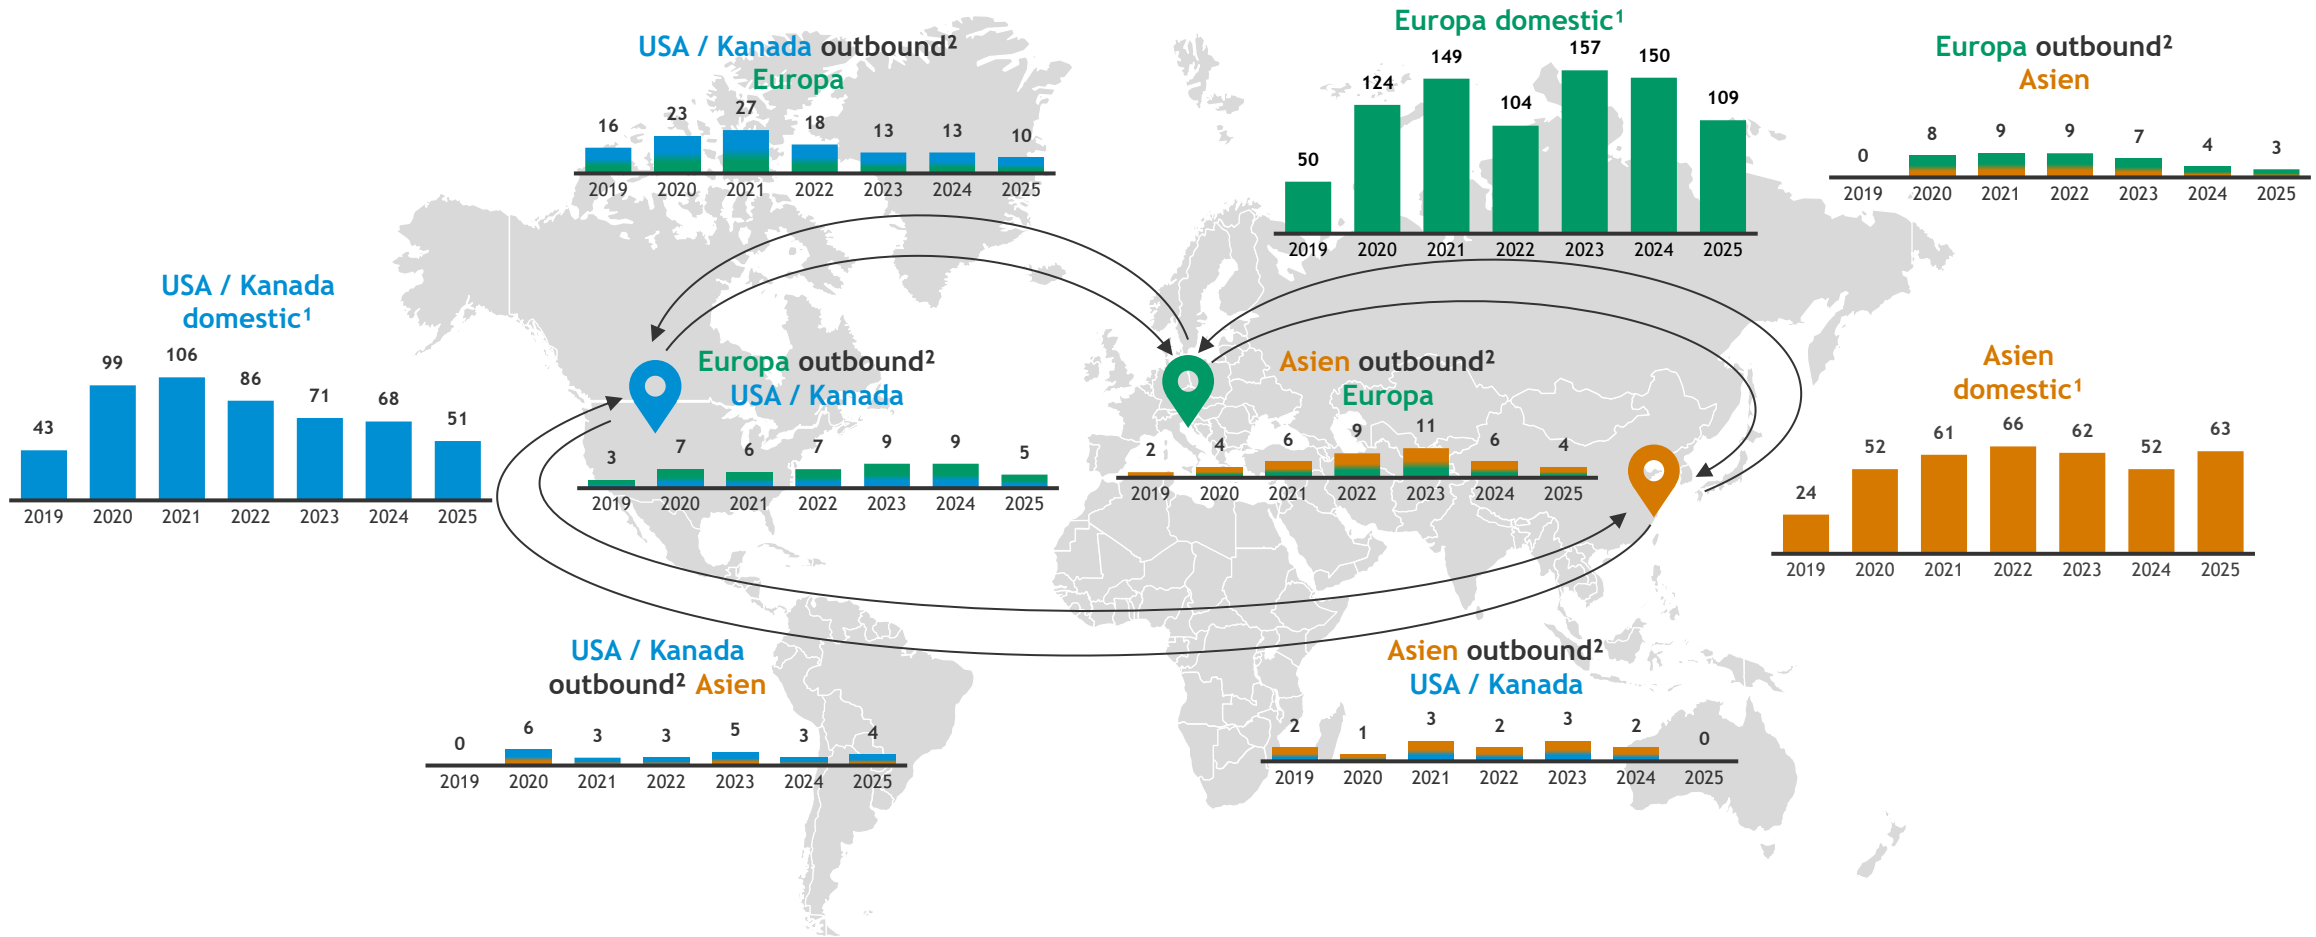 USA / Kanada outbound²
Europa
16 23 27 18 13 13 10
2019 2020 2021 2022 2023 2024 2025
Europa domestic¹
50 124 149 104 157 150 109
2019 2020 2021 2022 2023 2024 2025
Europa outbound²
Asien
0 8 9 9 7 4 3
2019 2020 2021 2022 2023 2024 2025
USA / Kanada
domestic¹
43 99 106 86 71 68 51
2019 2020 2021 2022 2023 2024 2025
Europa outbound²
USA / Kanada
3 7 6 7 9 9 5
2019 2020 2021 2022 2023 2024 2025
Asien outbound²
Europa
2 4 6 9 11 6 4
2019 2020 2021 2022 2023 2024 2025
Asien
domestic¹
24 52 61 66 62 52 63
2019 2020 2021 2022 2023 2024 2025
USA / Kanada
outbound² Asien
0 6 3 3 5 3 4
2019 2020 2021 2022 2023 2024 2025
Asien outbound²
USA / Kanada
2 1 3 2 3 2 0
2019 2020 2021 2022 2023 2024 2025